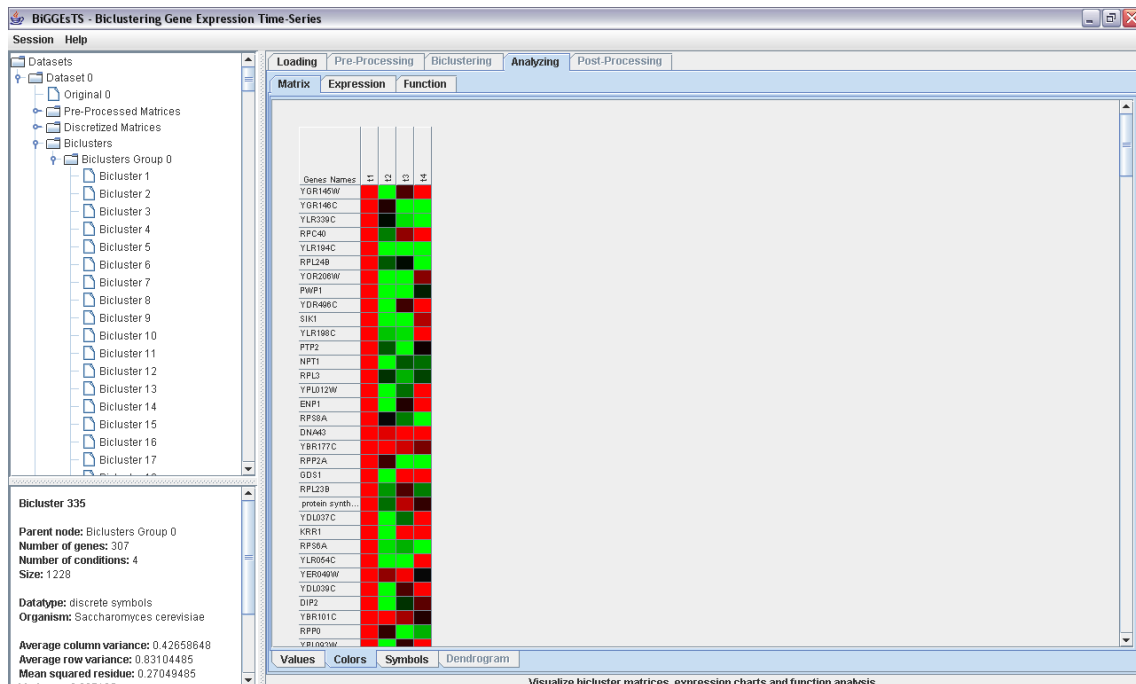 BiGGEsTS - Biclustering Gene Expression Time-Series
Session Help
Datasets
Dataset 0
Original 0
Pre-Processed Matrices
Discretized Matrices
Biclusters
Biclusters Group 0
Bicluster 1
Bicluster 2
Bicluster 3
Bicluster 4
Bicluster 5
Bicluster 6
Bicluster 7
Bicluster 8
Bicluster 9
Bicluster 10
Bicluster 11
Bicluster 12
Bicluster 13
Bicluster 14
Bicluster 15
Bicluster 16
Bicluster 17
Bicluster 335
Parent node: Biclusters Group 0
Number of genes: 307
Number of conditions: 4
Size: 1228
Datatype: discrete symbols
Organism: Saccharomyces cerevisiae
Average column variance: 0.42658648
Average row variance: 0.83104485
Mean squared residue: 0.27049485
Loading Pre-Processing Biclustering Analyzing Post-Processing
Matrix Expression Function
Genes Names t1 t2 t3 t4
YGR145W
YGR146C
YLR339C
RPC40
YLR194C
RPL24B
YOR206W
PWP1
YDR496C
SIK1
YLR198C
PTP2
NPT1
RPL3
YPL012W
ENP1
RPS8A
DNA43
YBR177C
RPP2A
GDS1
RPL23B
protein synth...
YDL037C
KRR1
RPS6A
YLR054C
YER049W
YDL039C
DIP2
YBR101C
RPP0
YPL093W
Values Colors Symbols Dendrogram
Visualize bicluster matrices, expression charts and function analysis